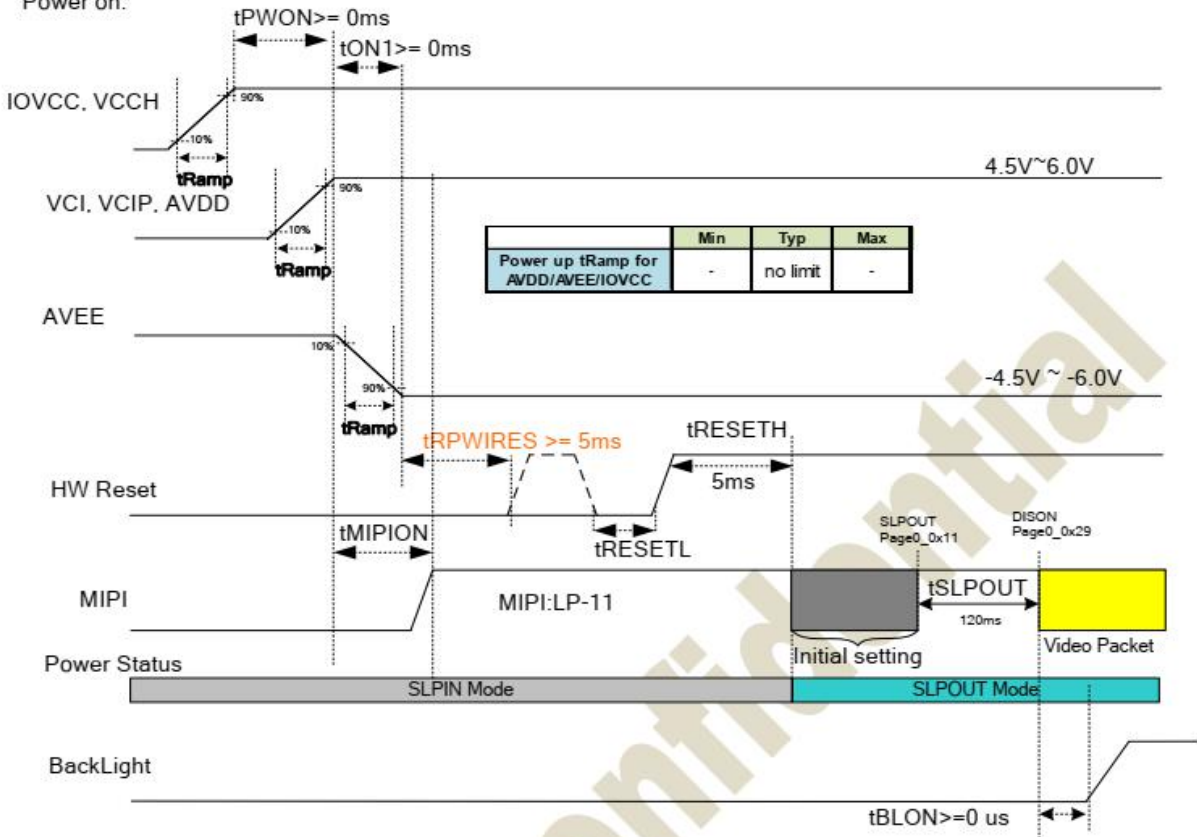 Power on:
tPWON>= 0ms
tON1>= 0ms
IOVCC, VCCH
90%
10%
tRamp
4.5V~6.0V
VCI, VCIP, AVDD
90%
10%
tRamp
Min Typ Max
Power up tRamp for
AVDD/AVEE/IOVCC
- no limit -
AVEE
10%
90%
-4.5V ~ -6.0V
tRamp
tRPWIRES >= 5ms
tRESETH
5ms
HW Reset
tRESETL
tMIPION
SLPOUT
Page0_0x11
DISON
Page0_0x29
MIPI
MIPI:LP-11
tSLPOUT
120ms
Initial setting
Video Packet
Power Status
SLPIN Mode
SLPOUT Mode
BackLight
tBLON>=0 us
Confidential